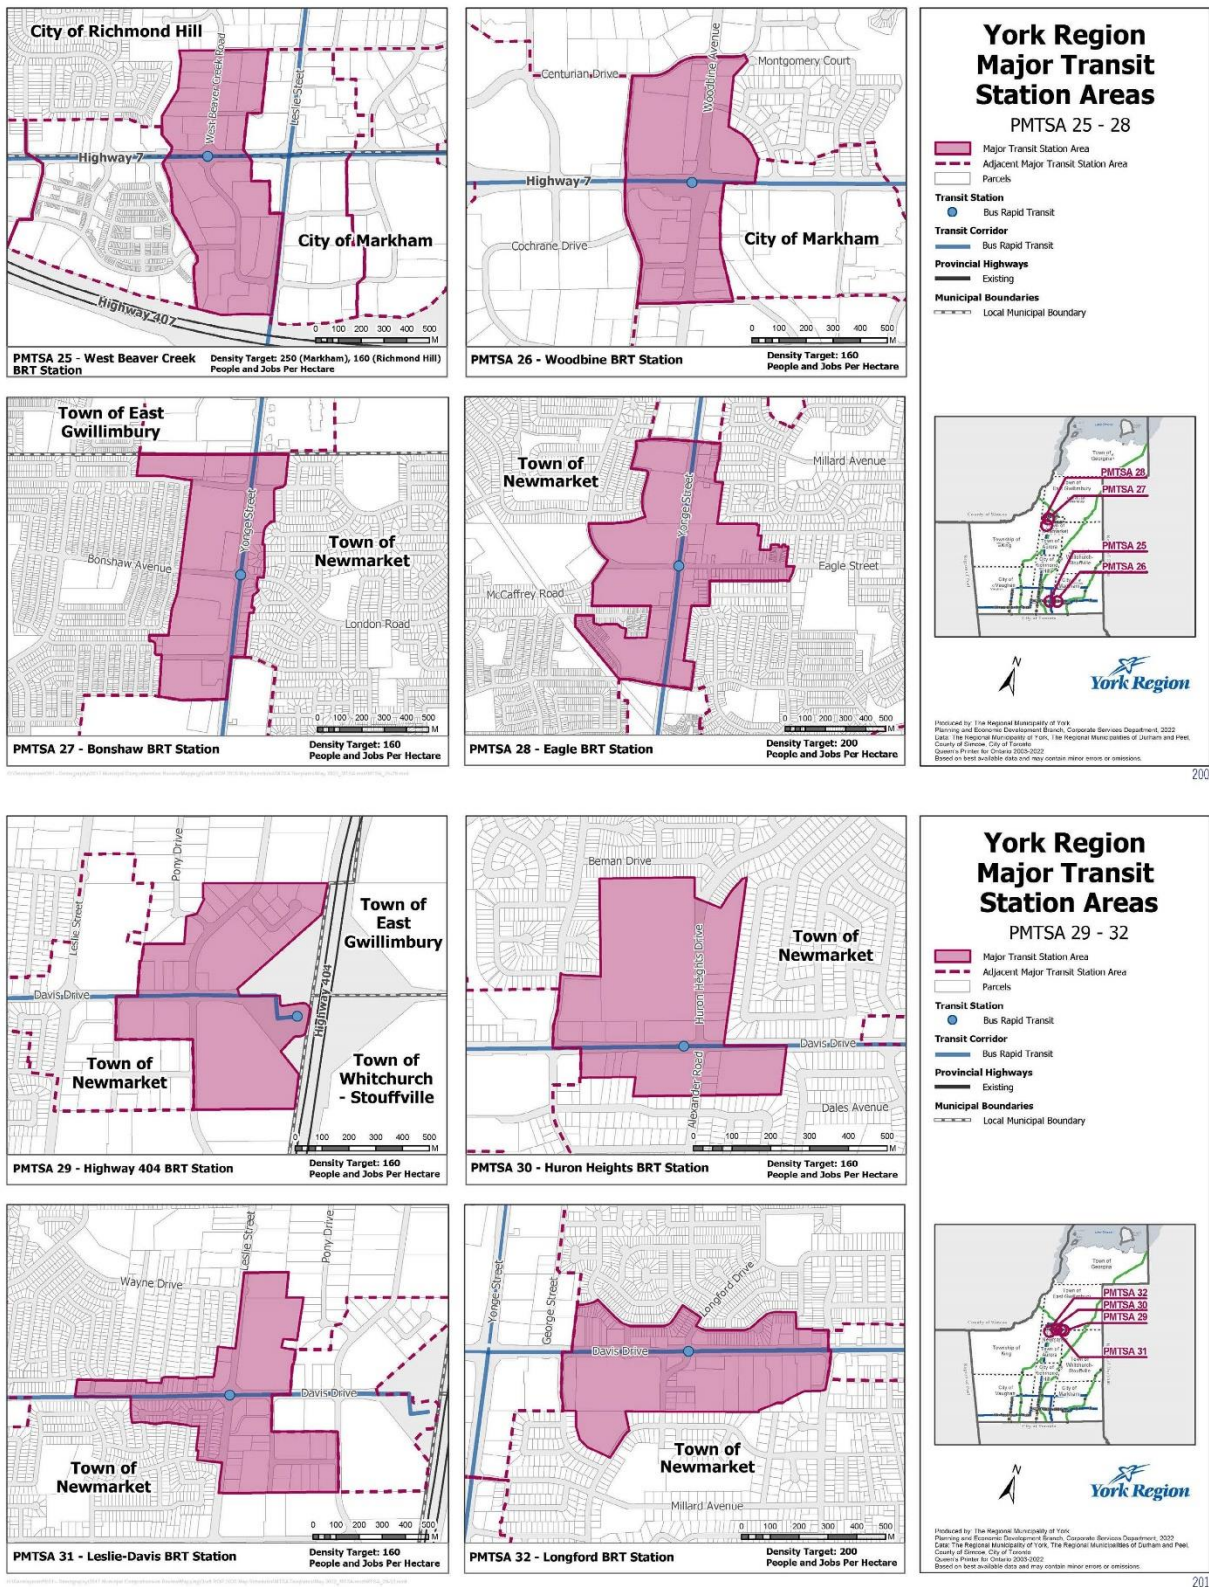 City of Richmond Hill
West Beaver Creek Road
Leslie Street
Highway 7
City of Markham
Highway 407
0 100 200 300 400 500
M
PMTSA 25 - West Beaver Creek
BRT Station
Density Target: 250 (Markham), 160 (Richmond Hill)
People and Jobs Per Hectare
Woodbine Avenue
Centurian Drive
Montgomery Court
Highway 7
Cochrane Drive
City of Markham
0 100 200 300 400 500
M
PMTSA 26 - Woodbine BRT Station
Density Target: 160
People and Jobs Per Hectare
York Region
Major Transit
Station Areas
PMTSA 25 - 28
Major Transit Station Area
Adjacent Major Transit Station Area
Parcels
Transit Station
Bus Rapid Transit
Transit Corridor
Bus Rapid Transit
Provincial Highways
Existing
Municipal Boundaries
Local Municipal Boundary
Town of East
Gwillimbury
Yonge Street
Bonshaw Avenue
Town of
Newmarket
London Road
0 100 200 300 400 500
M
PMTSA 27 - Bonshaw BRT Station
Density Target: 160
People and Jobs Per Hectare
Town of
Newmarket
Millard Avenue
Yonge Street
Eagle Street
McCaffrey Road
0 100 200 300 400 500
M
PMTSA 28 - Eagle BRT Station
Density Target: 200
People and Jobs Per Hectare
PMTSA 28
PMTSA 27
PMTSA 25
PMTSA 26
N
York Region
Produced by: The Regional Municipality of York
Planning and Economic Development Branch, Corporate Services Department, 2022
Data: The Regional Municipality of York, The Regional Municipalities of Durham and Peel,
County of Simcoe, City of Toronto
Queen's Printer for Ontario 2003-2022
Based on best available data and may contain minor errors or omissions.
200
Pony Drive
Leslie Street
Town of
East
Gwillimbury
Davis Drive
Highway 404
Town of
Newmarket
Town of
Whitchurch
- Stouffville
0 100 200 300 400 500
M
PMTSA 29 - Highway 404 BRT Station
Density Target: 160
People and Jobs Per Hectare
Beman Drive
Huron Heights Drive
Town of
Newmarket
Davis Drive
Alexander Road
Dales Avenue
0 100 200 300 400 500
M
PMTSA 30 - Huron Heights BRT Station
Density Target: 160
People and Jobs Per Hectare
York Region
Major Transit
Station Areas
PMTSA 29 - 32
Major Transit Station Area
Adjacent Major Transit Station Area
Parcels
Transit Station
Bus Rapid Transit
Transit Corridor
Bus Rapid Transit
Provincial Highways
Existing
Municipal Boundaries
Local Municipal Boundary
Leslie Street
Pony Drive
Wayne Drive
Davis Drive
Town of
Newmarket
0 100 200 300 400 500
M
PMTSA 31 - Leslie-Davis BRT Station
Density Target: 160
People and Jobs Per Hectare
Yonge Street
George Street
Longford Drive
Davis Drive
Town of
Newmarket
Millard Avenue
0 100 200 300 400 500
M
PMTSA 32 - Longford BRT Station
Density Target: 200
People and Jobs Per Hectare
PMTSA 32
PMTSA 30
PMTSA 29
PMTSA 31
N
York Region
Produced by: The Regional Municipality of York
Planning and Economic Development Branch, Corporate Services Department, 2022
Data: The Regional Municipality of York, The Regional Municipalities of Durham and Peel,
County of Simcoe, City of Toronto
Queen's Printer for Ontario 2003-2022
Based on best available data and may contain minor errors or omissions.
201